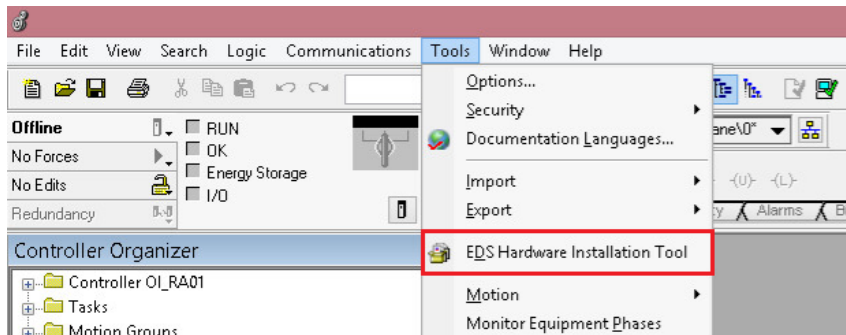 File Edit View Search Logic Communications Tools Window Help
Options...
Security
Documentation Languages...
Import
Export
EDS Hardware Installation Tool
Motion
Monitor Equipment Phases
Offline
RUN
No Forces
OK
No Edits
Energy Storage
I/O
Redundancy
ane\0*
-(U)- -(L)-
Alarms
Controller Organizer
Controller OI_RA01
Tasks
Motion Groups